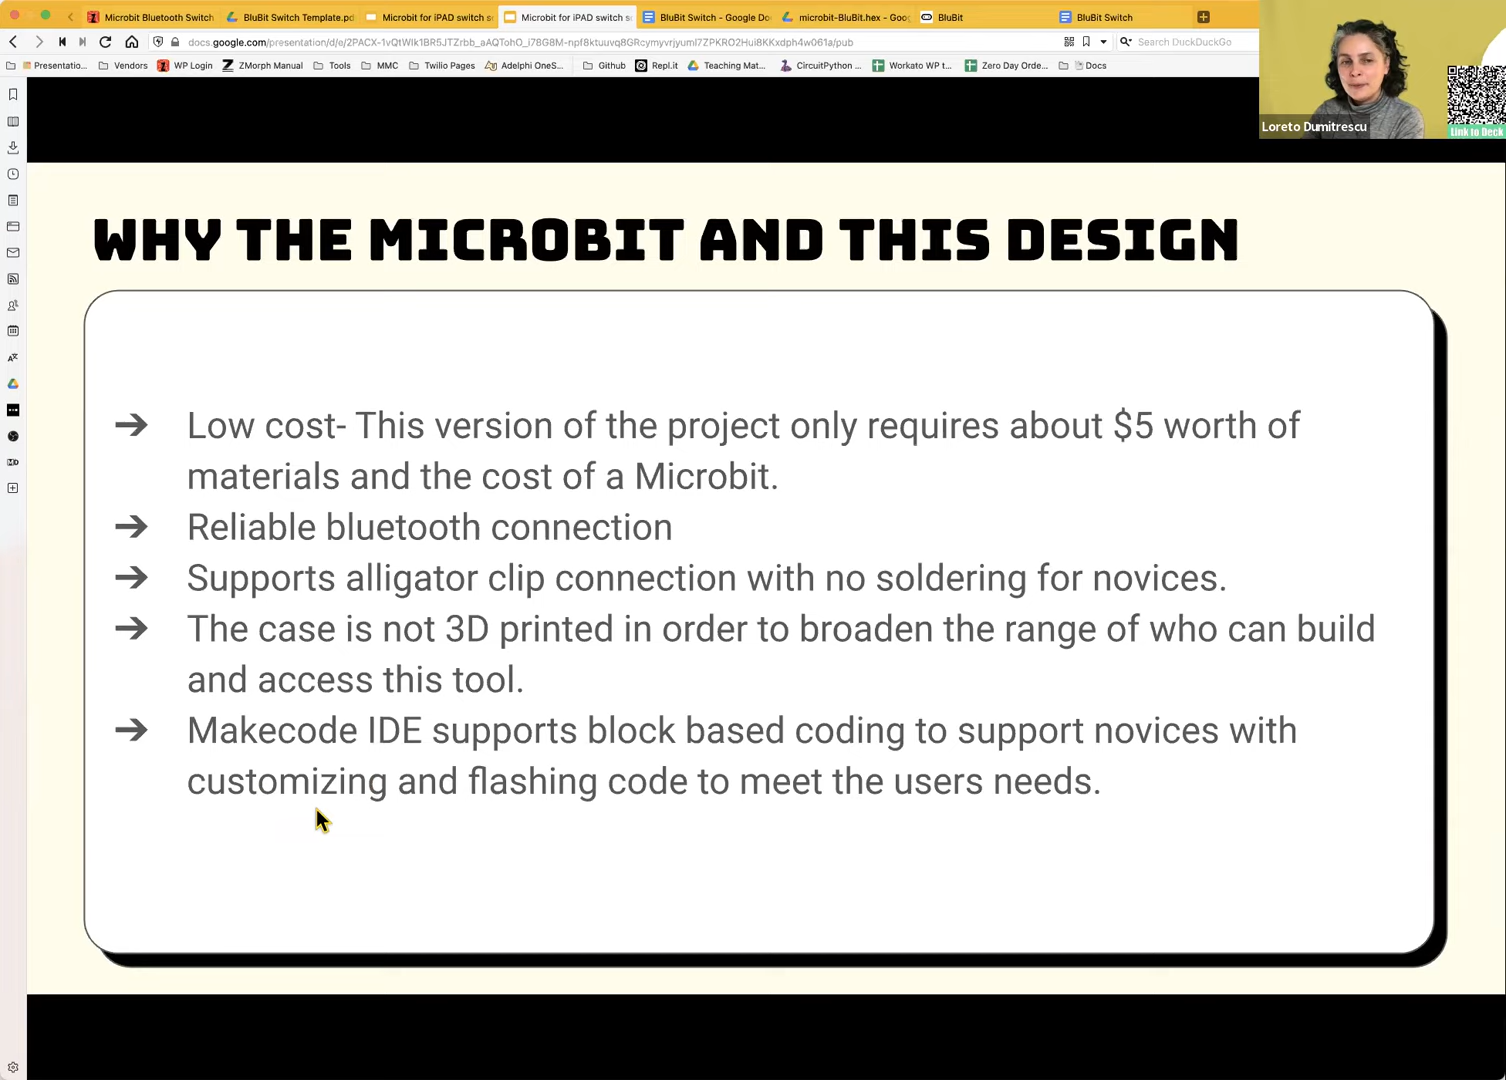 Microbit Bluetooth Switch
BluBit Switch Template.pd
Microbit for iPAD switch s
Microbit for iPAD switch s
BluBit Switch - Google Do
microbit-BluBit.hex - Goo
BluBit
BluBit Switch
docs.google.com/presentation/d/e/
Search DuckDuckGo
Presentatio...
Vendors
WP Login
ZMorph Manual
Tools
MMC
Twilio Pages
Adelphi OneS...
Github
Repl.it
Teaching Mat...
CircuitPython ...
Workato WP t...
Zero Day Orde...
Docs
Loreto Dumitrescu
Link to Deck
WHY THE MICROBIT AND THIS DESIGN
➔ Low cost- This version of the project only requires about $5 worth of
materials and the cost of a Microbit.
➔ Reliable bluetooth connection
➔ Supports alligator clip connection with no soldering for novices.
➔ The case is not 3D printed in order to broaden the range of who can build
and access this tool.
➔ Makecode IDE supports block based coding to support novices with
customizing and flashing code to meet the users needs.